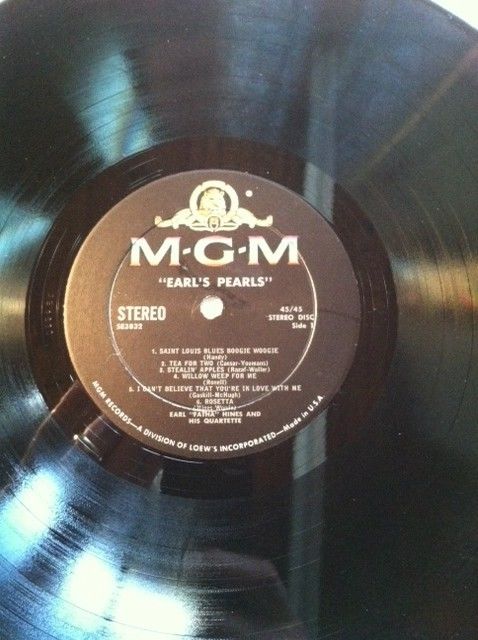 M-G-M
®
"EARL'S PEARLS"
STEREO
SE3832
45/45
STEREO DISC
Side 1
1. SAINT LOUIS BLUES BOOGIE WOOGIE
(Handy)
2. TEA FOR TWO (Caesar-Youmans)
3. STEALIN' APPLES (Razaf-Waller)
4. WILLOW WEEP FOR ME
(Ronell)
5. I CAN'T BELIEVE THAT YOU'RE IN LOVE WITH ME
(Gaskill-McHugh)
6. ROSETTA
(Hines-Woode)
EARL "FATHA" HINES AND
HIS QUARTETTE
MGM RECORDS—A DIVISION OF LOEW'S INCORPORATED—Made in U.S.A.